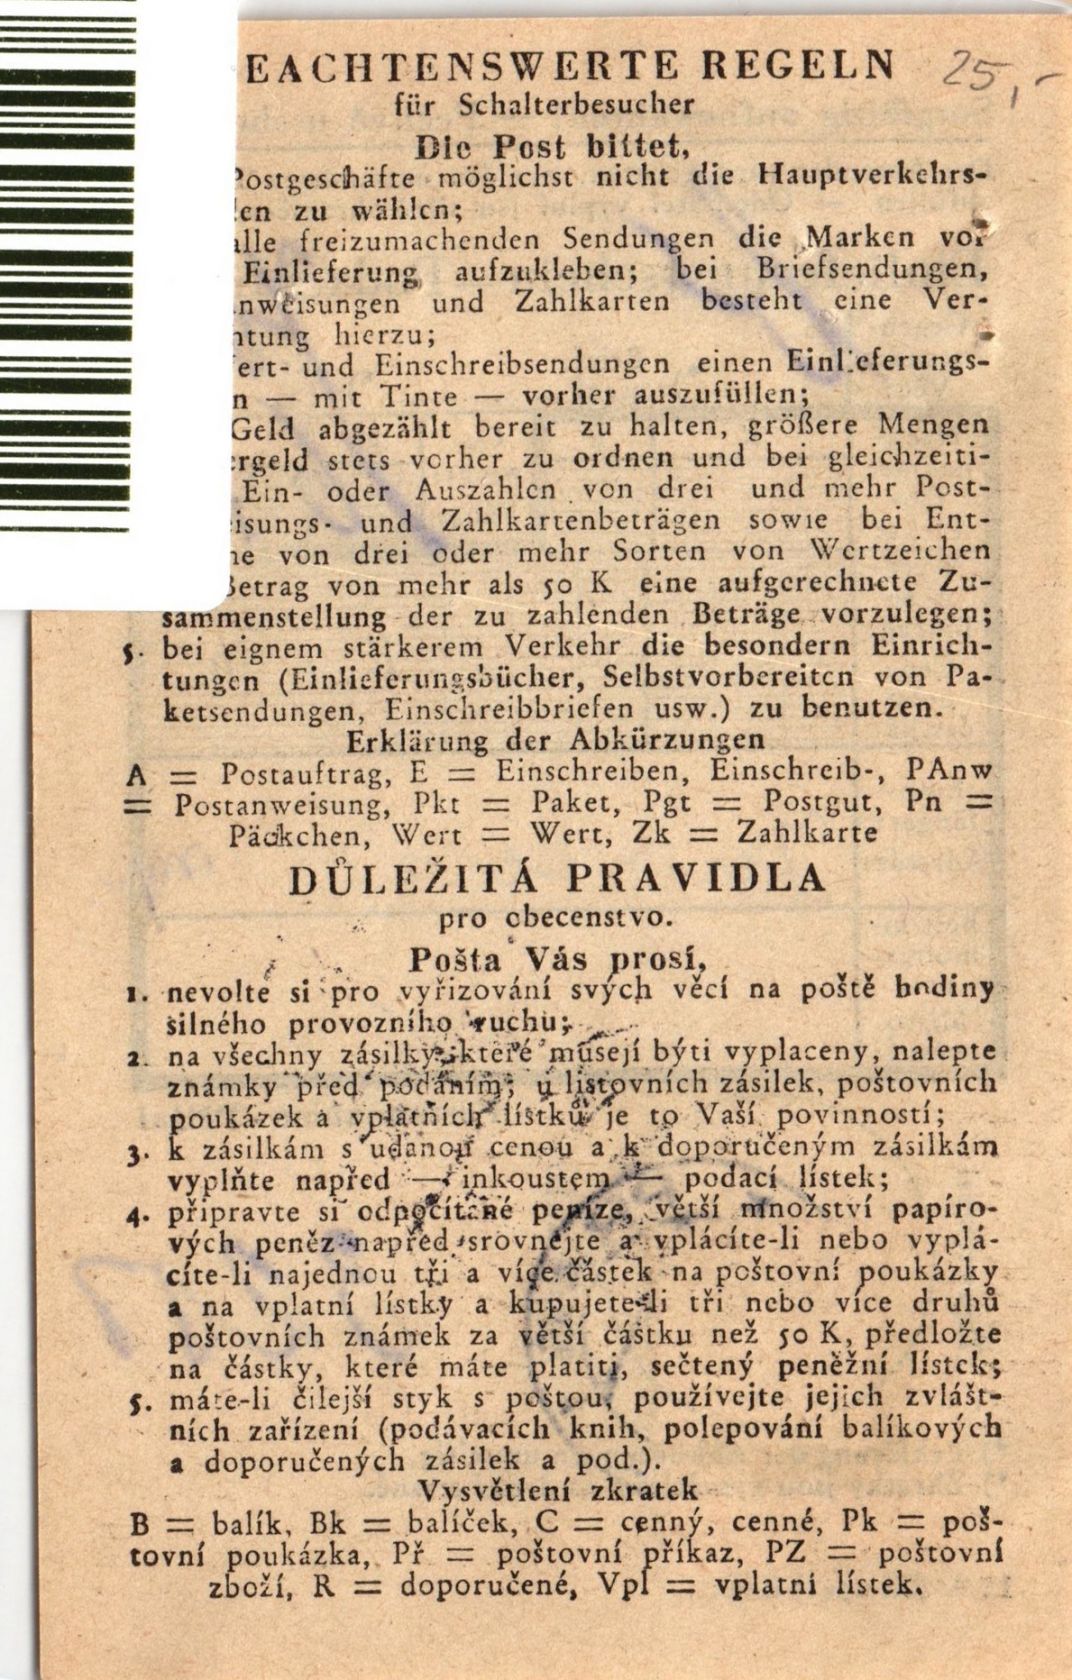 EACHTENSWERTE REGELN 25,-
für Schalterbesucher
Die Post bittet,
Postgeschäfte möglichst nicht die Hauptverkehrs-
en zu wählen;
alle freizumachenden Sendungen die Marken vor
Einlieferung aufzukleben; bei Briefsendungen,
nweisungen und Zahlkarten besteht eine Ver-
htung hierzu;
ert- und Einschreibsendungen einen Einlieferungs-
n — mit Tinte — vorher auszufüllen;
Geld abgezählt bereit zu halten, größere Mengen
ergeld stets vorher zu ordnen und bei gleichzeiti-
Ein- oder Auszahlen von drei und mehr Post-
eisungs- und Zahlkartenbeträgen sowie bei Ent-
ne von drei oder mehr Sorten von Wertzeichen
Betrag von mehr als 50 K eine aufgerechnete Zu-
sammenstellung der zu zahlenden Beträge vorzulegen;
5. bei eignem stärkerem Verkehr die besondern Einrich-
tungen (Einlieferungsbücher, Selbstvorbereiten von Pa-
ketsendungen, Einschreibbriefen usw.) zu benutzen.
Erklärung der Abkürzungen
A = Postauftrag, E = Einschreiben, Einschreib-, PAnw
= Postanweisung, Pkt = Paket, Pgt = Postgut, Pn =
Päckchen, Wert = Wert, Zk = Zahlkarte
DŮLEŽITÁ PRAVIDLA
pro obecenstvo.
Pošta Vás prosí,
1. nevolte si pro vyřizování svých věcí na poště hodiny
silného provozního ruchu;
2. na všechny zásilky, které musejí býti vyplaceny, nalepte
známky před podáním; u listovních zásilek, poštovních
poukázek a vplatních lístků je to Vaší povinností;
3. k zásilkám s udanou cenou a k doporučeným zásilkám
vyplňte napřed — inkoustem — podací lístek;
4. připravte si odpočítané peníze, větší množství papíro-
vých peněz napřed srovnejte a vplácíte-li nebo vyplá-
cíte-li najednou tři a více částek na poštovní poukázky
a na vplatní lístky a kupujete-li tři nebo více druhů
poštovních známek za větší částku než 50 K, předložte
na částky, které máte platiti, sečtený peněžní lístek;
5. máte-li čilejší styk s poštou, používejte jejích zvlášt-
ních zařízení (podávacích knih, polepování balíkových
a doporučených zásilek a pod.).
Vysvětlení zkratek
B = balík, Bk = balíček, C = cenný, cenné, Pk = poš-
tovní poukázka, Př = poštovní příkaz, PZ = poštovní
zboží, R = doporučené, Vpl = vplatní lístek.